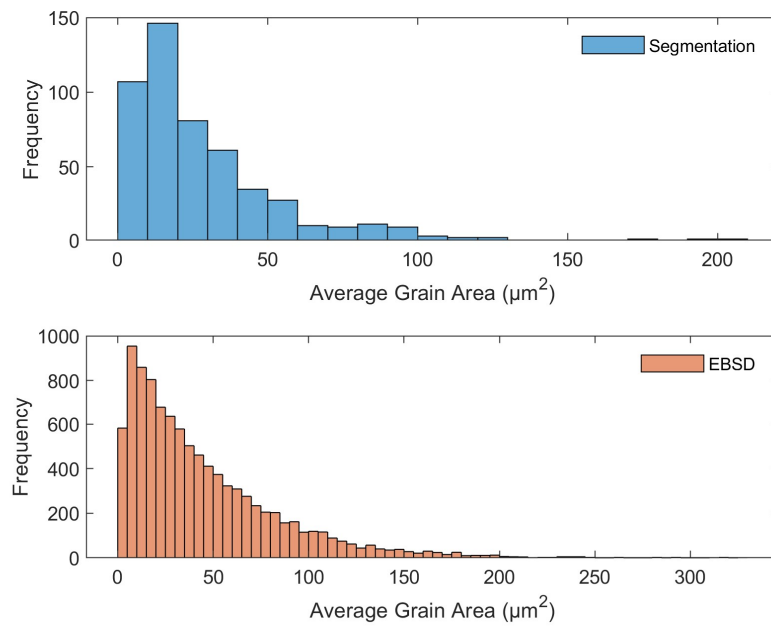 150
Segmentation
100
Frequency
50
0
0 50 100 150 200
Average Grain Area (µm²)
1000
EBSD
800
600
Frequency
400
200
0
0 50 100 150 200 250 300
Average Grain Area (µm²)